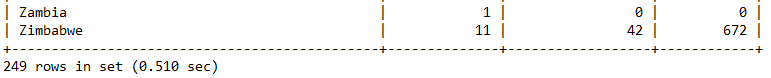 | Zambia | 1 | 0 | 0 |
| Zimbabwe | 11 | 42 | 672 |
+----------------------------------------------+--------------+------------------+------------+
249 rows in set (0.510 sec)